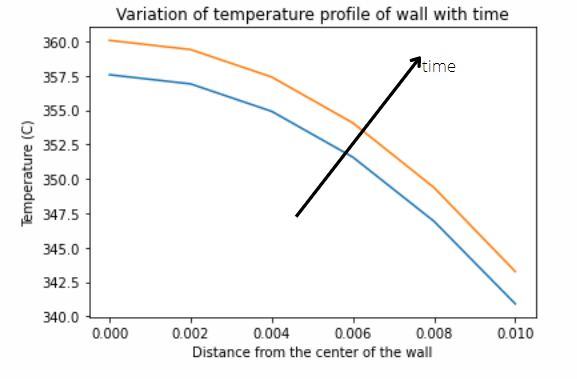 Variation of temperature profile of wall with time
360.0
357.5
355.0
352.5
350.0
347.5
345.0
342.5
340.0
Temperature (C)
time
0.000 0.002 0.004 0.006 0.008 0.010
Distance from the center of the wall